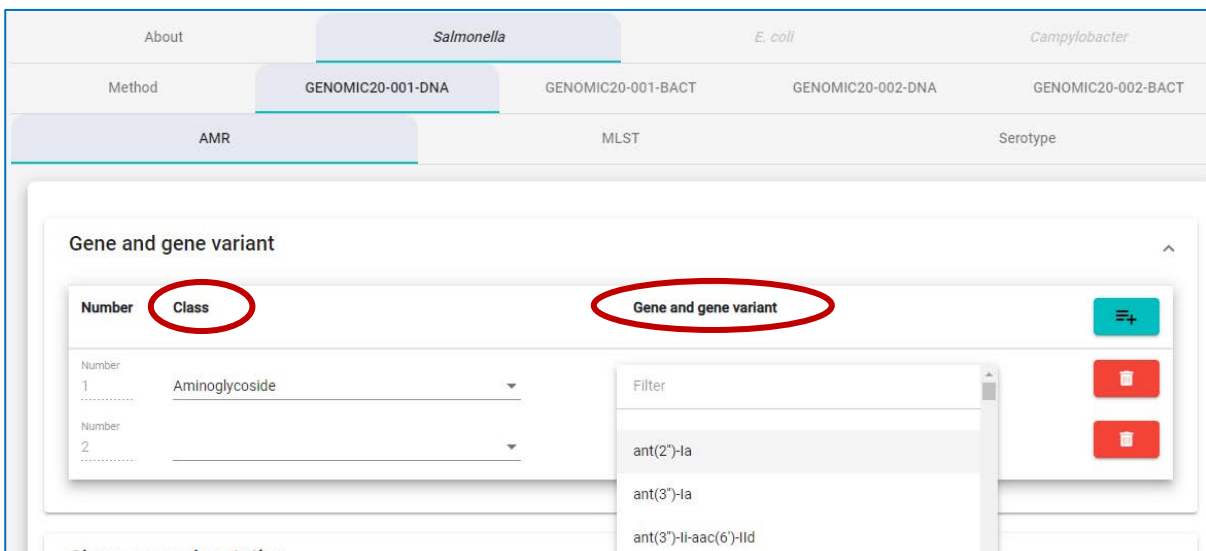 About Salmonella E. coli Campylobacter
Method GENOMIC20-001-DNA GENOMIC20-001-BACT GENOMIC20-002-DNA GENOMIC20-002-BACT
AMR MLST Serotype
Gene and gene variant
Number Class Gene and gene variant
Number
1 Aminoglycoside Filter
Number
2
ant(2")-Ia
ant(3")-Ia
ant(3")-Ii-aac(6')-IId